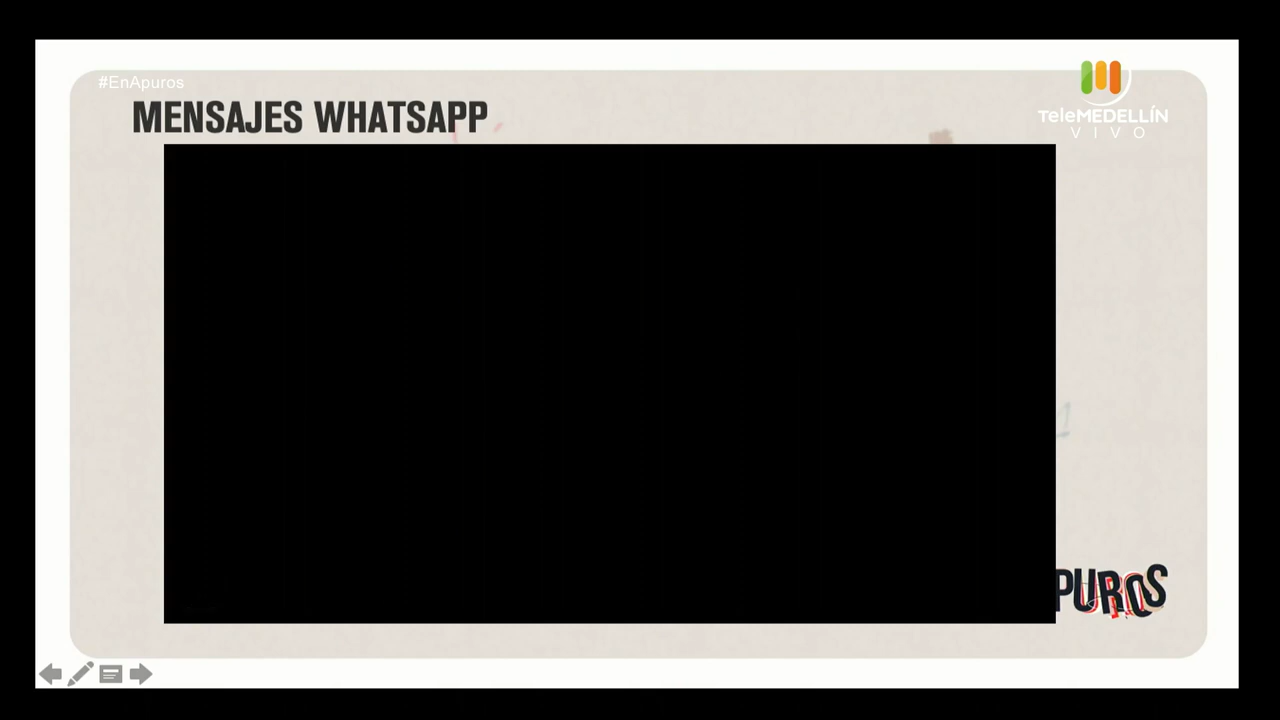 #EnApuros
MENSAJES WHATSAPP
TeleMEDELLÍN
VIVO
PUROS